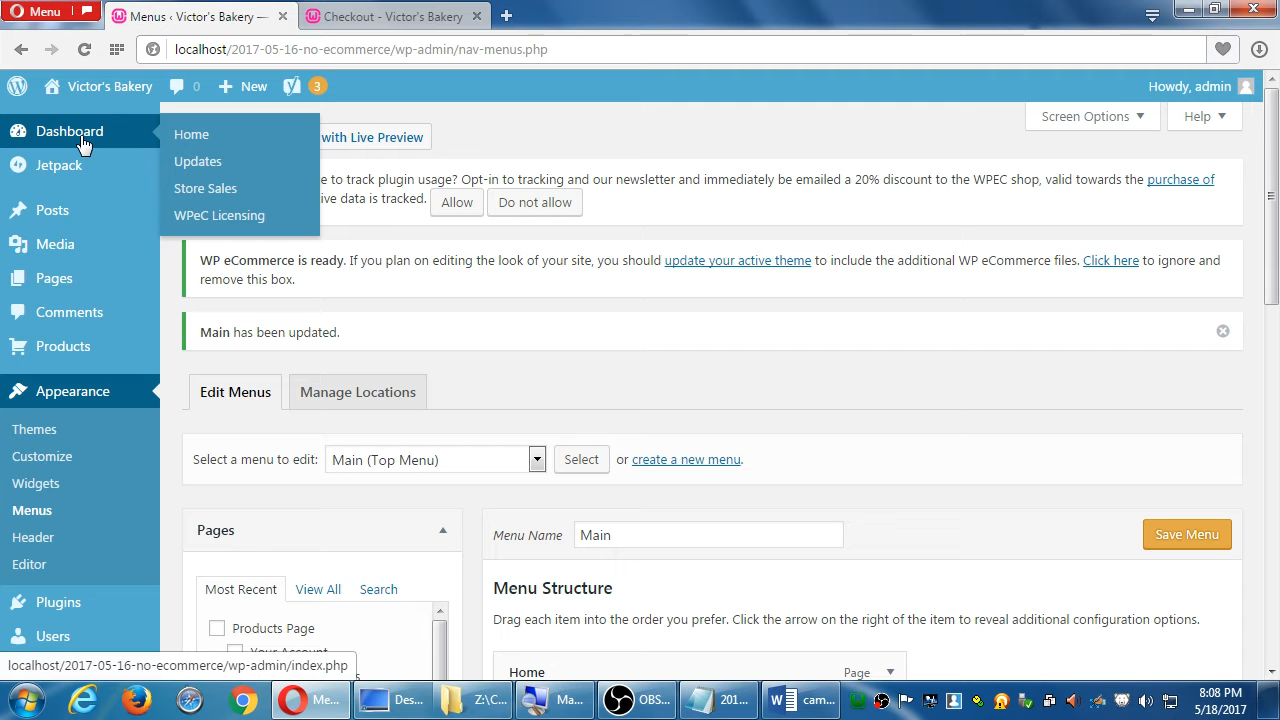 Menu
Menus ‹ Victor's Bakery —
Checkout - Victor's Bakery
localhost/2017-05-16-no-ecommerce/wp-admin/nav-menus.php
Victor's Bakery 0 New 3 Howdy, admin
Dashboard
Home
Updates
Store Sales
WPeC Licensing
Jetpack
Posts
Media
Pages
Comments
Products
Appearance
Themes
Customize
Widgets
Menus
Header
Editor
Plugins
Users
Screen Options Help
with Live Preview
e to track plugin usage? Opt-in to tracking and our newsletter and immediately be emailed a 20% discount to the WPEC shop, valid towards the purchase of
ive data is tracked. Allow Do not allow
WP eCommerce is ready. If you plan on editing the look of your site, you should update your active theme to include the additional WP eCommerce files. Click here to ignore and
remove this box.
Main has been updated.
Edit Menus Manage Locations
Select a menu to edit: Main (Top Menu) Select or create a new menu.
Pages
Most Recent View All Search
Products Page
Your Account
Menu Name Main Save Menu
Menu Structure
Drag each item into the order you prefer. Click the arrow on the right of the item to reveal additional configuration options.
Home Page
localhost/2017-05-16-no-ecommerce/wp-admin/index.php
Me... Des... Z:\C... Ma... OBS... 201... cam...
8:08 PM
5/18/2017